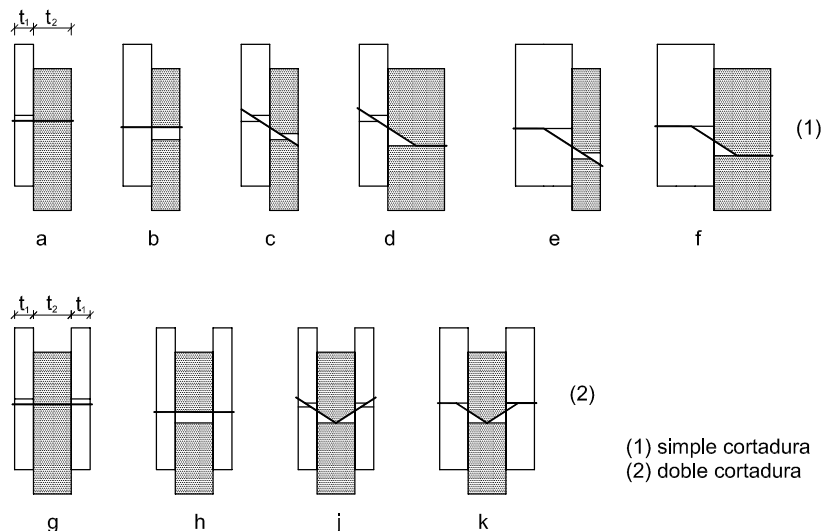 t₁ t₂
(1)
a b c d e f
t₁ t₂ t₁
(2)
(1) simple cortadura
(2) doble cortadura
g h j k